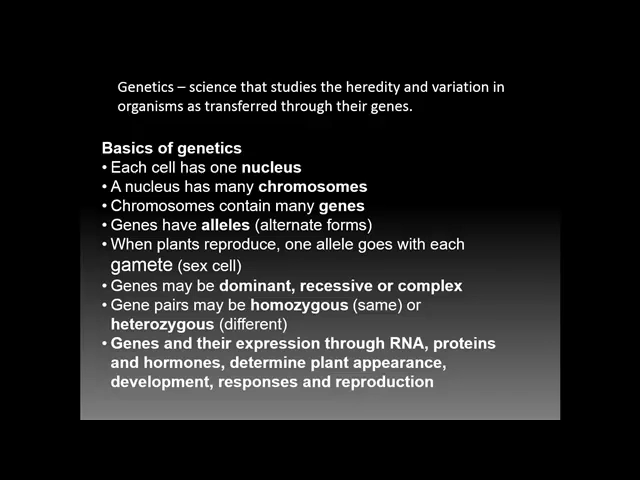 Genetics – science that studies the heredity and variation in
organisms as transferred through their genes.
Basics of genetics
• Each cell has one nucleus
• A nucleus has many chromosomes
• Chromosomes contain many genes
• Genes have alleles (alternate forms)
• When plants reproduce, one allele goes with each
gamete (sex cell)
• Genes may be dominant, recessive or complex
• Gene pairs may be homozygous (same) or
heterozygous (different)
• Genes and their expression through RNA, proteins
and hormones, determine plant appearance,
development, responses and reproduction